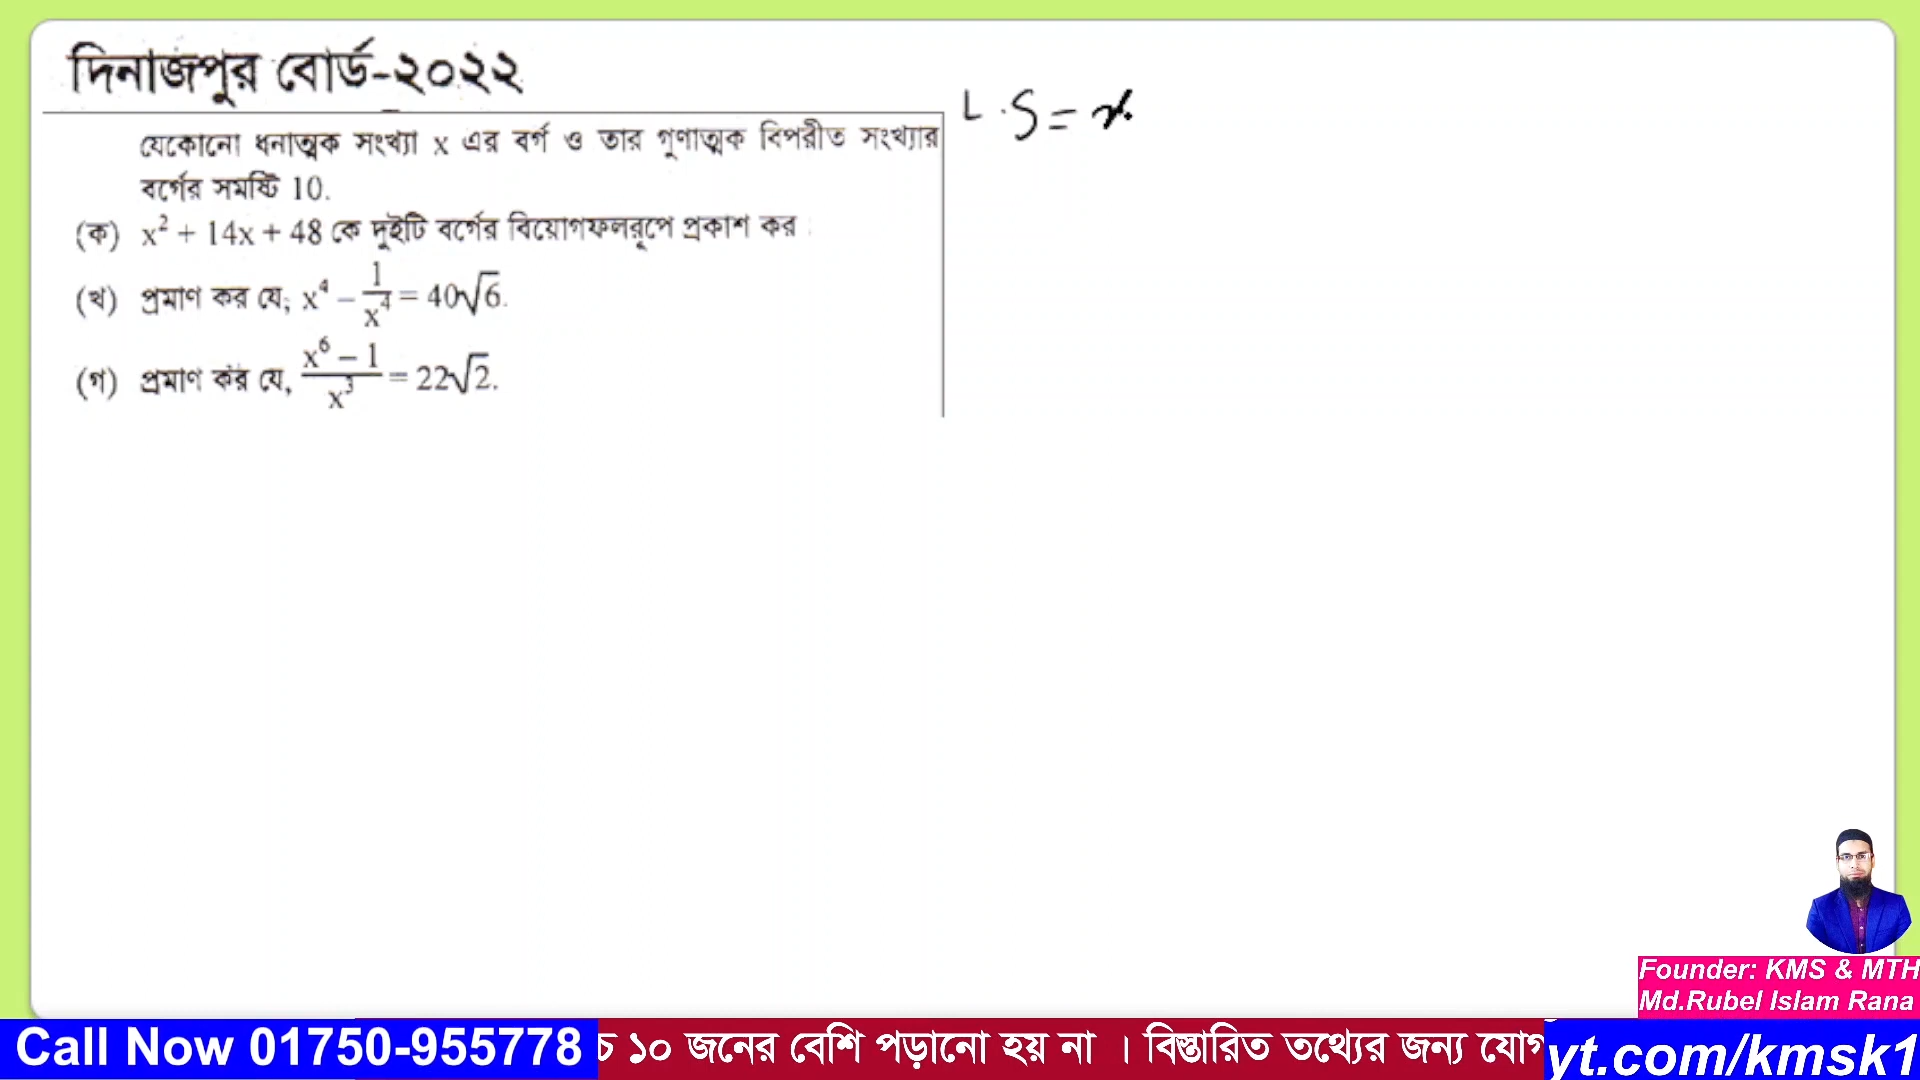 দিনাজপুর বোর্ড-২০২২
যেকোনো ধনাত্মক সংখ্যা x এর বর্গ ও তার গুণাত্মক বিপরীত সংখ্যার
বর্গের সমষ্টি 10.
(ক) x² + 14x + 48 কে দুইটি বর্গের বিয়োগফলরূপে প্রকাশ কর
(খ) প্রমাণ কর যে, x⁴ – 1/x⁴ = 40√6.
(গ) প্রমাণ কর যে, (x⁶ – 1)/x³ = 22√2.
L.S = x
Founder: KMS & MTH
Md.Rubel Islam Rana
Call Now 01750-955778
১০ জনের বেশি পড়ানো হয় না । বিস্তারিত তথ্যের জন্য
yt.com/kmsk1